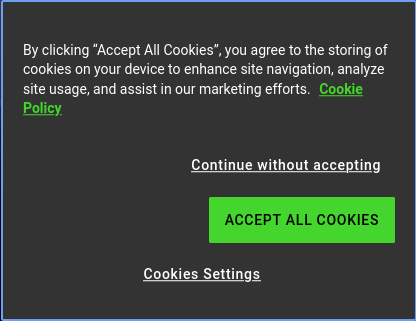 By clicking “Accept All Cookies”, you agree to the storing of
cookies on your device to enhance site navigation, analyze
site usage, and assist in our marketing efforts. Cookie
Policy
Continue without accepting
ACCEPT ALL COOKIES
Cookies Settings